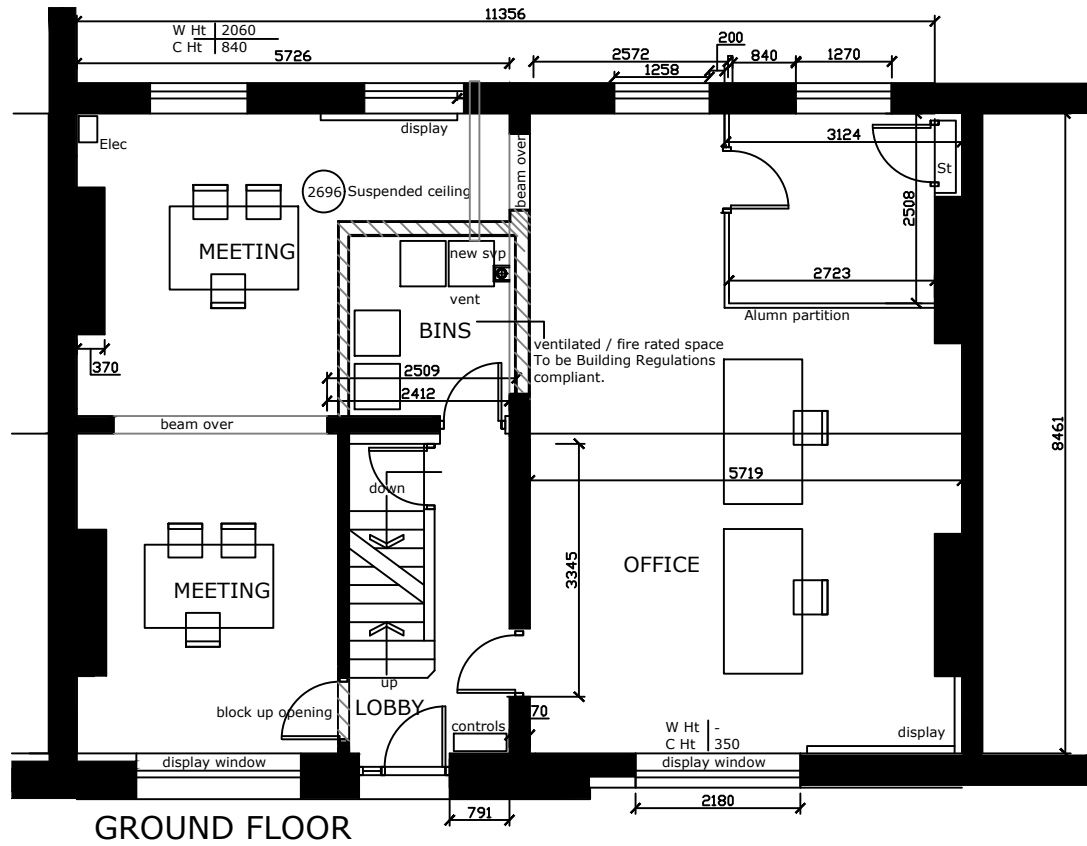 11356
W Ht 2060
C Ht 840
200
5726
2572
840
1270
1258
display
Elec
3124
beam over
St
2696 Suspended ceiling
2508
MEETING
new svp
2723
vent
Alumn partition
BINS
ventilated / fire rated space
To be Building Regulations
compliant.
370
2509
2412
beam over
8461
5719
down
OFFICE
3345
MEETING
up
block up opening
LOBBY
70
controls
W Ht -
C Ht 350
display
display window
display window
2180
791
GROUND FLOOR